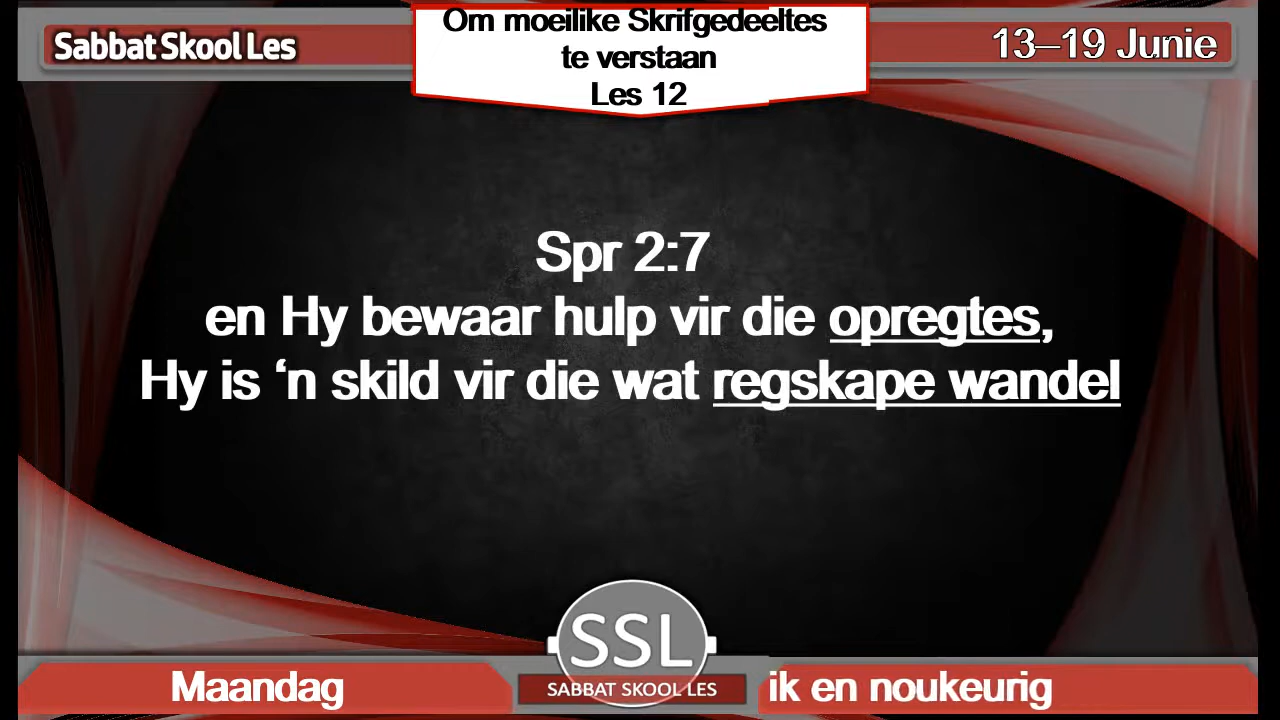 Sabbat Skool Les
Om moeilike Skrifgedeeltes
te verstaan
Les 12
13–19 Junie
Spr 2:7
en Hy bewaar hulp vir die opregtes,
Hy is ‘n skild vir die wat regskape wandel
Maandag
SSL
SABBAT SKOOL LES
ik en noukeurig